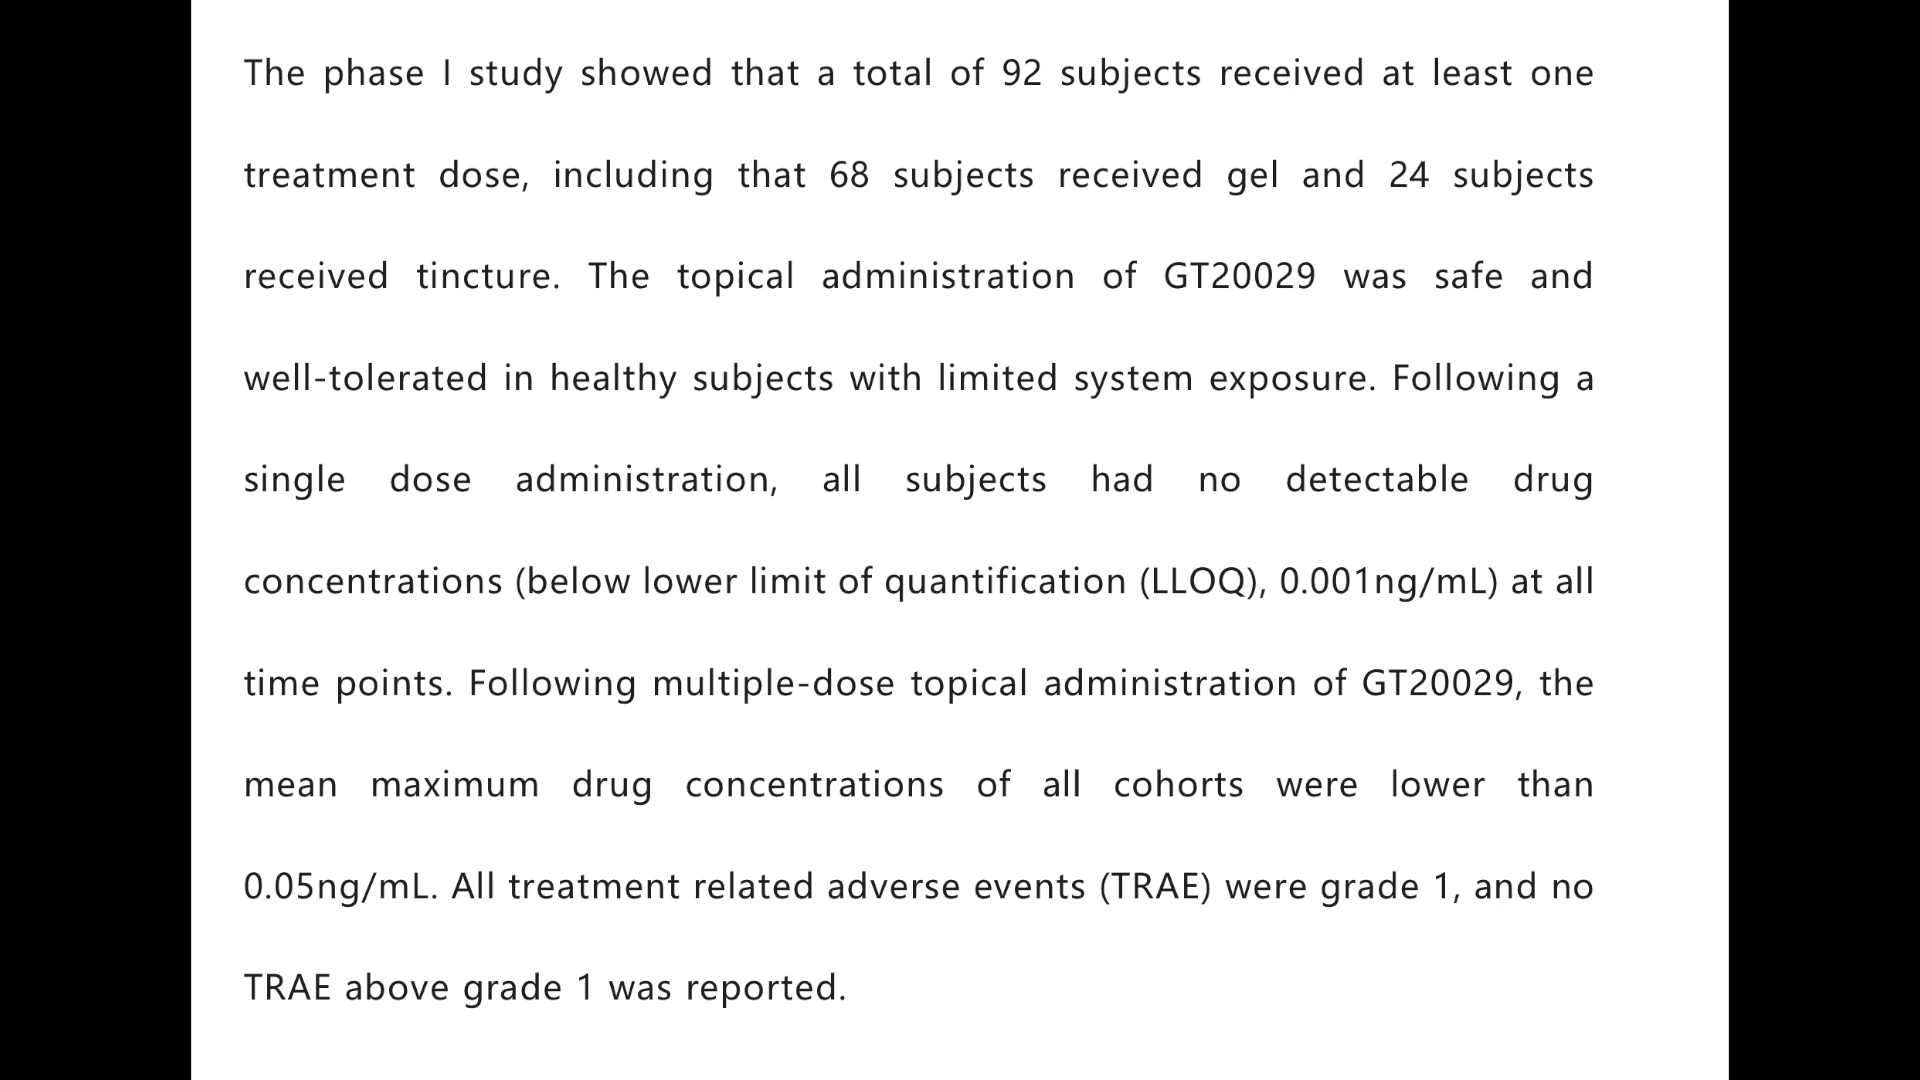 The phase I study showed that a total of 92 subjects received at least one
treatment dose, including that 68 subjects received gel and 24 subjects
received tincture. The topical administration of GT20029 was safe and
well-tolerated in healthy subjects with limited system exposure. Following a
single dose administration, all subjects had no detectable drug
concentrations (below lower limit of quantification (LLOQ), 0.001ng/mL) at all
time points. Following multiple-dose topical administration of GT20029, the
mean maximum drug concentrations of all cohorts were lower than
0.05ng/mL. All treatment related adverse events (TRAE) were grade 1, and no
TRAE above grade 1 was reported.